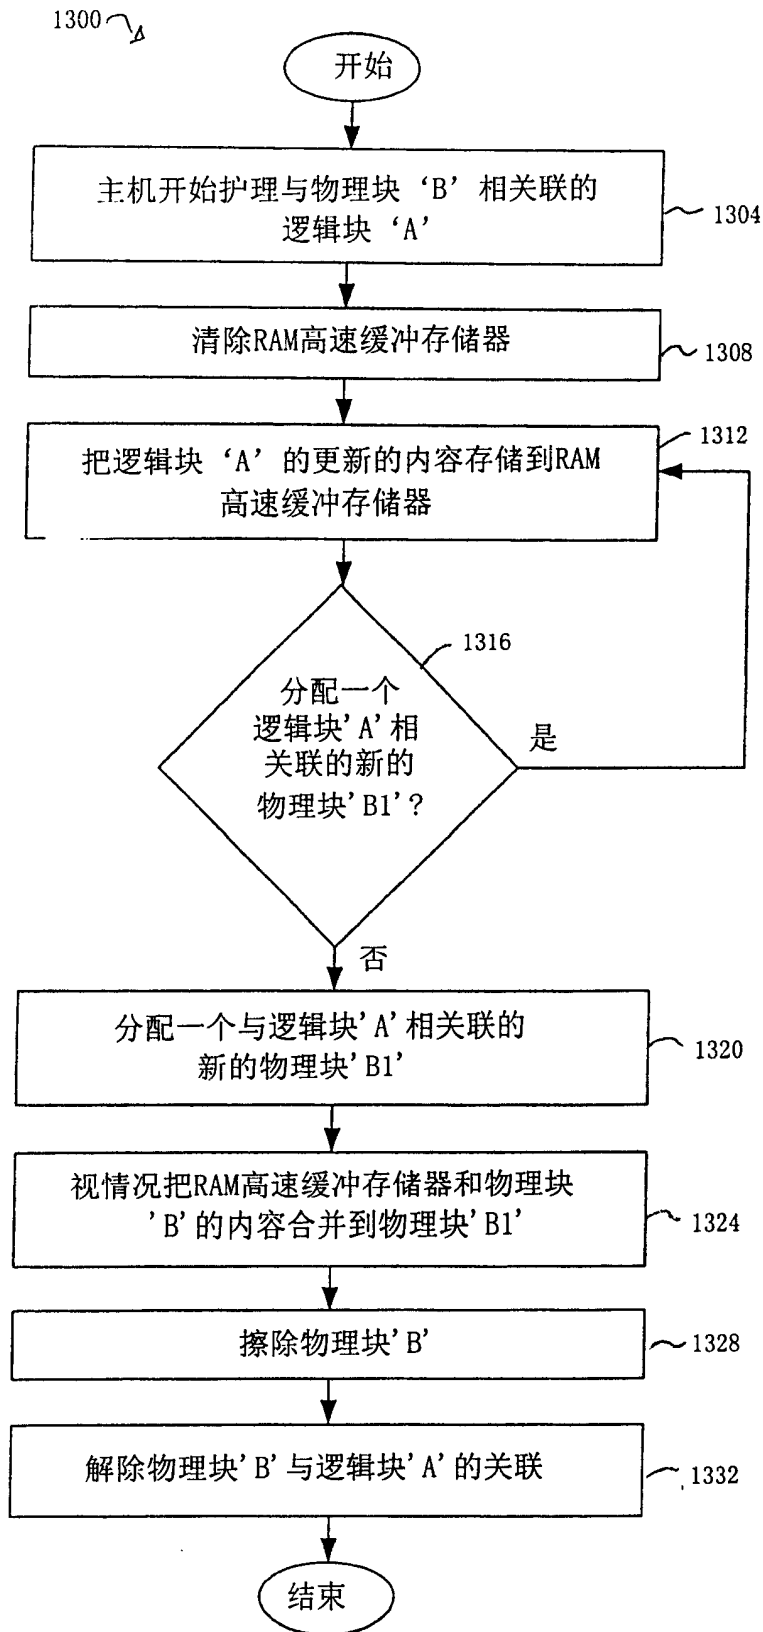 1300
开始
主机开始护理与物理块‘B’相关联的
逻辑块‘A’
1304
清除RAM高速缓冲存储器
1308
把逻辑块‘A’的更新的内容存储到RAM
高速缓冲存储器
1312
1316
分配一个
逻辑块'A'相
关联的新的
物理块'B1'?
是
否
分配一个与逻辑块'A'相关联的
新的物理块'B1'
1320
视情况把RAM高速缓冲存储器和物理块
'B'的内容合并到物理块'B1'
1324
擦除物理块'B'
1328
解除物理块'B'与逻辑块'A'的关联
1332
结束